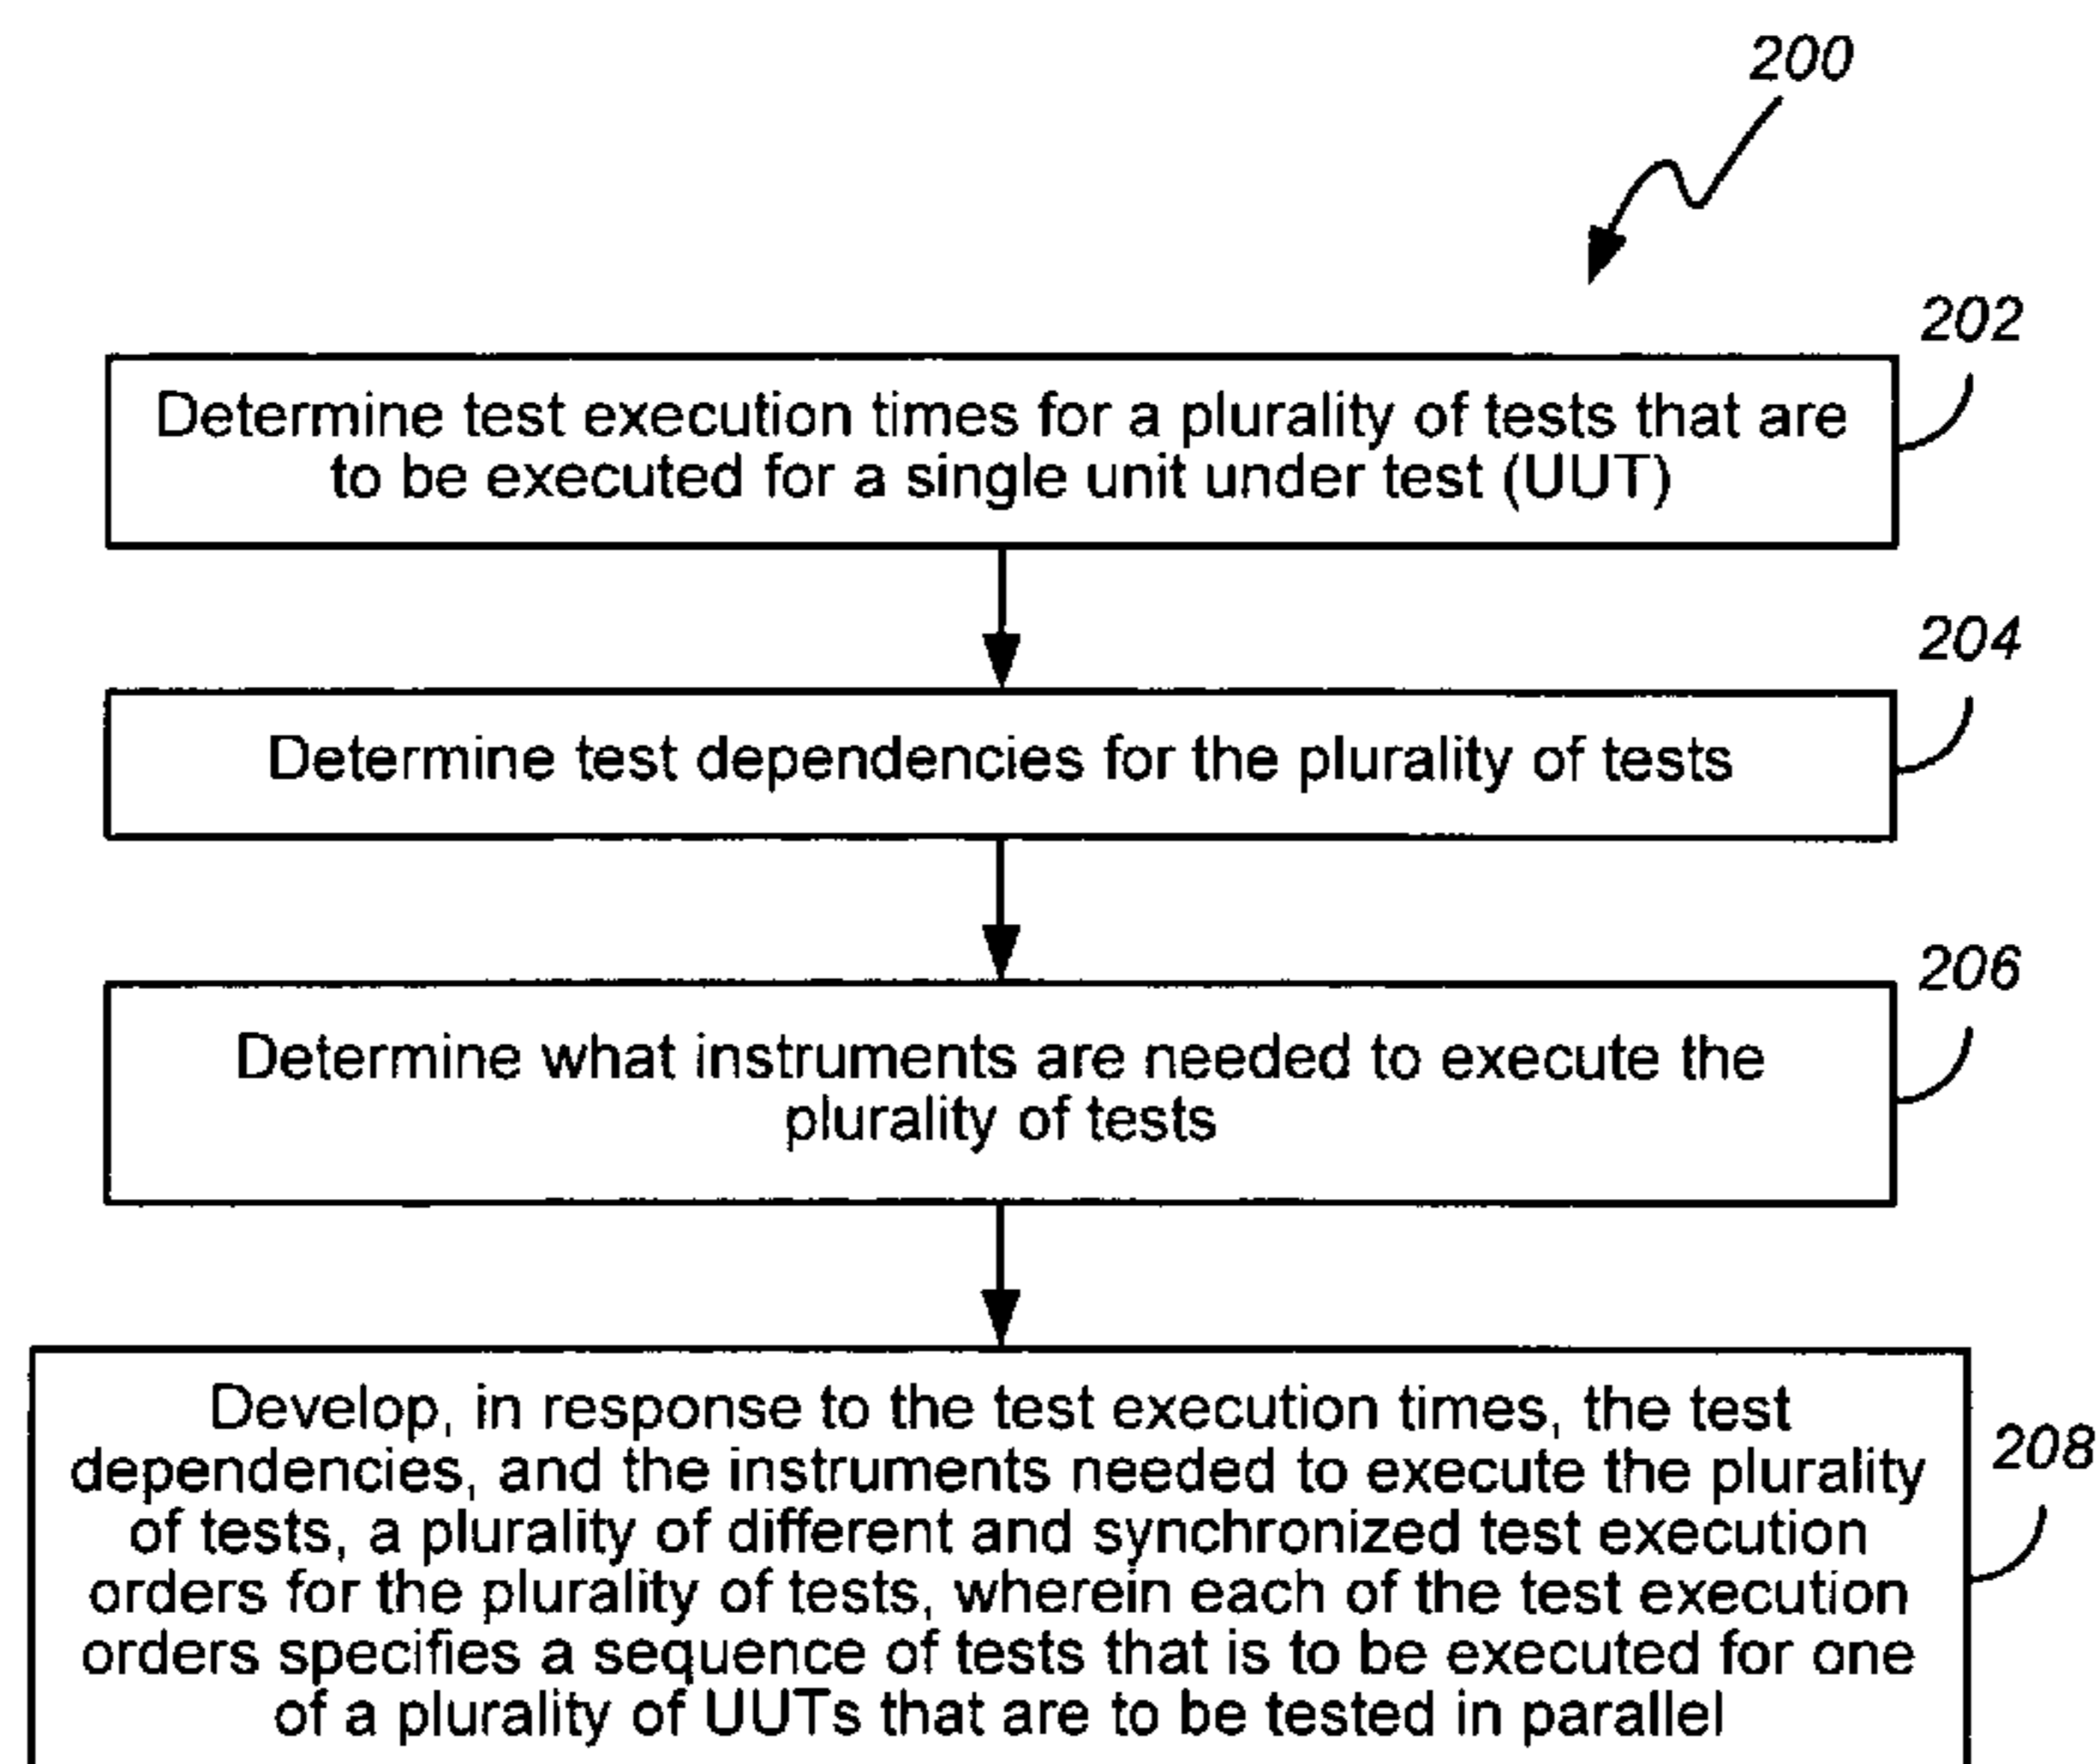 200
202
Determine test execution times for a plurality of tests that are
to be executed for a single unit under test (UUT)
204
Determine test dependencies for the plurality of tests
206
Determine what instruments are needed to execute the
plurality of tests
208
Develop, in response to the test execution times, the test
dependencies, and the instruments needed to execute the plurality
of tests, a plurality of different and synchronized test execution
orders for the plurality of tests, wherein each of the test execution
orders specifies a sequence of tests that is to be executed for one
of a plurality of UUTs that are to be tested in parallel